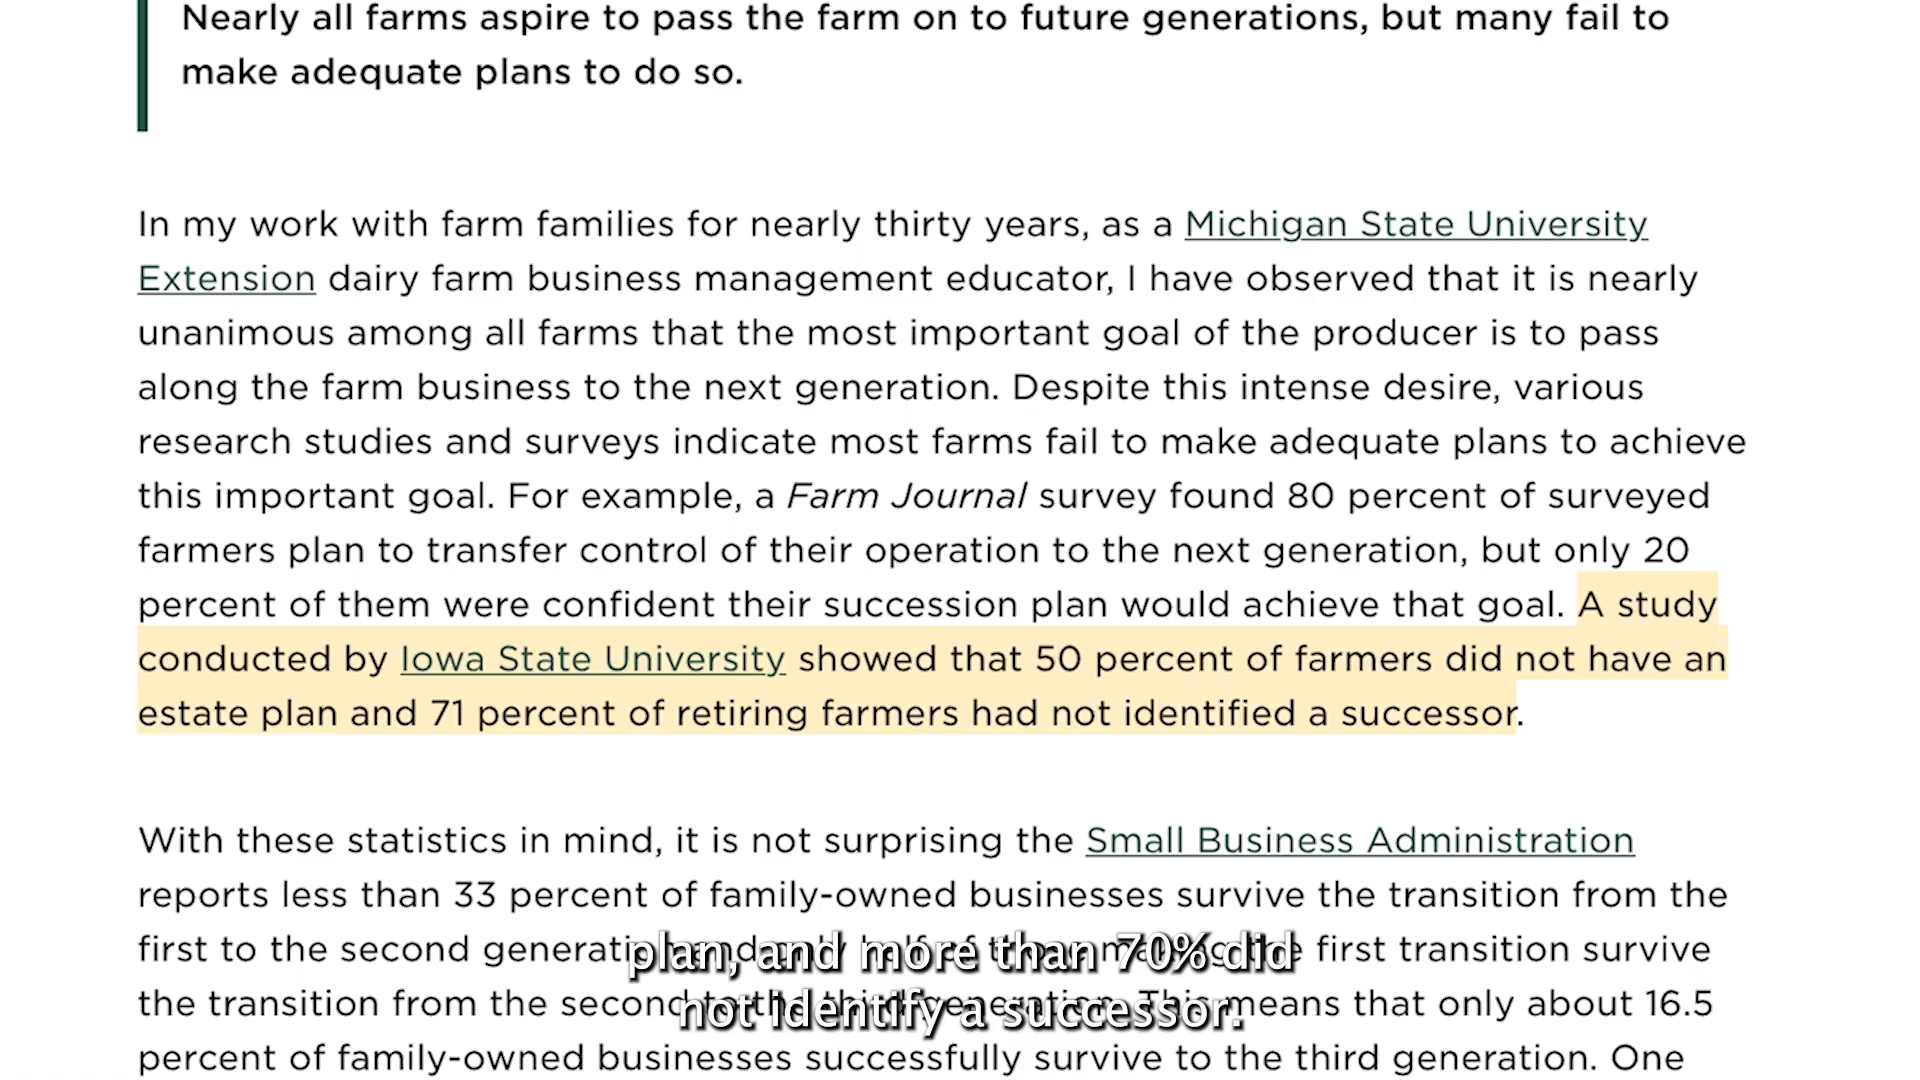 Nearly all farms aspire to pass the farm on to future generations, but many fail to
make adequate plans to do so.
In my work with farm families for nearly thirty years, as a Michigan State University
Extension dairy farm business management educator, I have observed that it is nearly
unanimous among all farms that the most important goal of the producer is to pass
along the farm business to the next generation. Despite this intense desire, various
research studies and surveys indicate most farms fail to make adequate plans to achieve
this important goal. For example, a Farm Journal survey found 80 percent of surveyed
farmers plan to transfer control of their operation to the next generation, but only 20
percent of them were confident their succession plan would achieve that goal. A study
conducted by Iowa State University showed that 50 percent of farmers did not have an
estate plan and 71 percent of retiring farmers had not identified a successor.
With these statistics in mind, it is not surprising the Small Business Administration
reports less than 33 percent of family-owned businesses survive the transition from the
first to the second first transition survive
the transition from the second means that only about 16.5
percent of family-owned businesses successfully survive to the third generation. One
plan, and more than 70% did
not identify a successor.